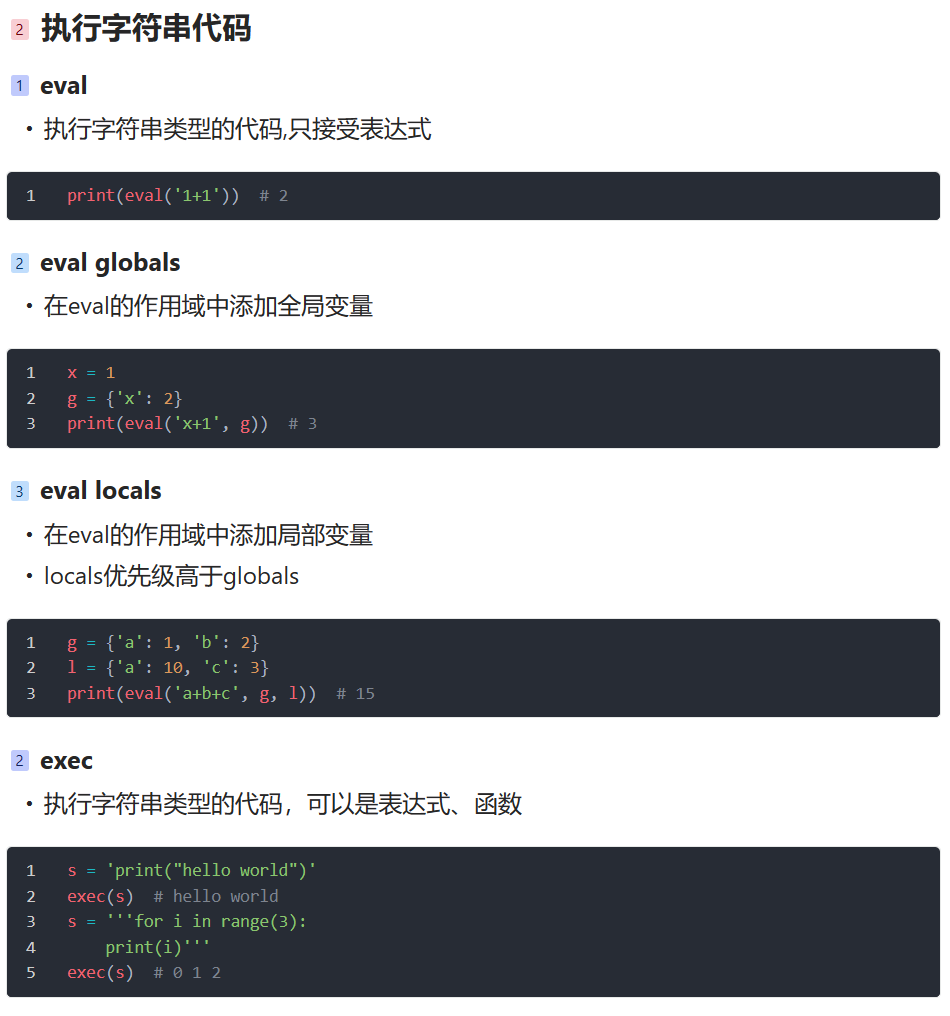 2 执行字符串代码
1 eval
• 执行字符串类型的代码,只接受表达式
1 print(eval('1+1'))  # 2
2 eval globals
• 在eval的作用域中添加全局变量
1 x = 1
2 g = {'x': 2}
3 print(eval('x+1', g))  # 3
3 eval locals
• 在eval的作用域中添加局部变量
• locals优先级高于globals
1 g = {'a': 1, 'b': 2}
2 l = {'a': 10, 'c': 3}
3 print(eval('a+b+c', g, l))  # 15
2 exec
• 执行字符串类型的代码，可以是表达式、函数
1 s = 'print("hello world")'
2 exec(s)  # hello world
3 s = '''for i in range(3):
4     print(i)'''
5 exec(s)  # 0 1 2